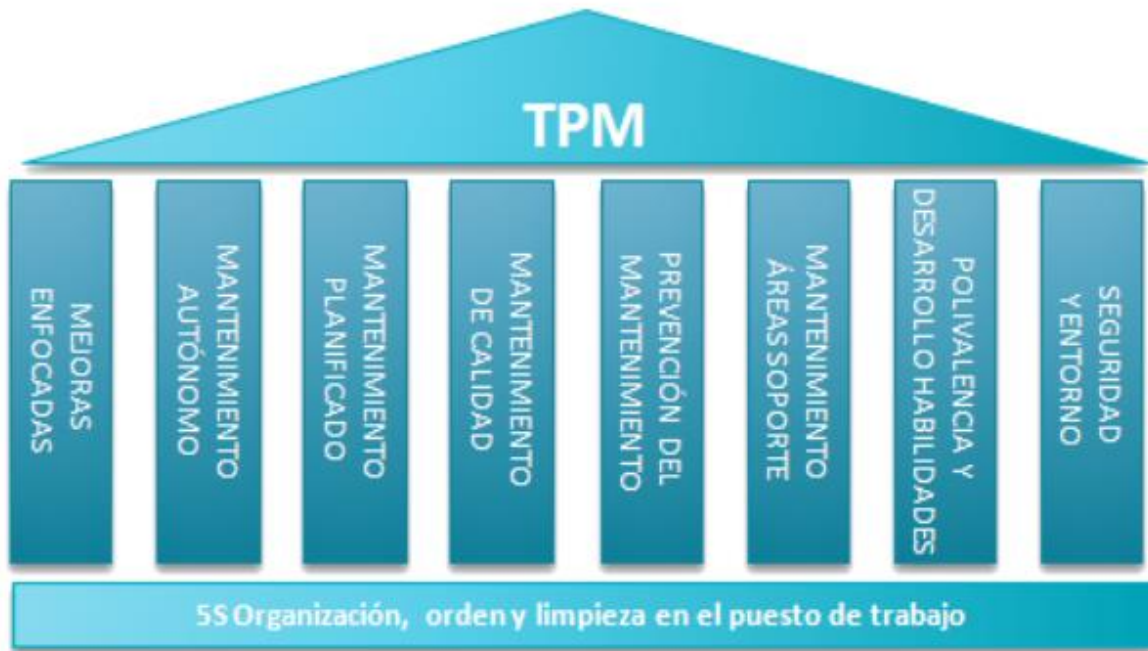 TPM
MEJORAS
ENFOCADAS
MANTENIMIENTO
AUTÓNOMO
MANTENIMIENTO
PLANIFICADO
MANTENIMIENTO
DE CALIDAD
PREVENCIÓN DEL
MANTENIMIENTO
MANTENIMIENTO
ÁREAS SOPORTE
POLIVALENCIA Y
DESARROLLO HABILIDADES
SEGURIDAD
Y ENTORNO
5S Organización, orden y limpieza en el puesto de trabajo